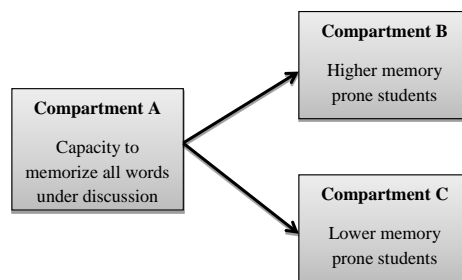 Compartment A
Capacity to
memorize all words
under discussion
Compartment B
Higher memory
prone students
Compartment C
Lower memory
prone students